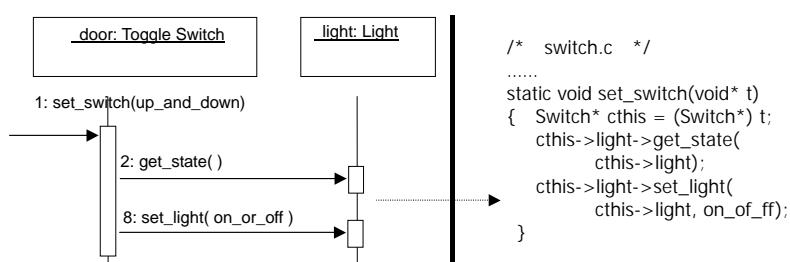 door: Toggle Switch
light: Light
1: set_switch(up_and_down)
2: get_state( )
8: set_light( on_or_off )
/* switch.c */
......
static void set_switch(void* t)
{ Switch* cthis = (Switch*) t;
cthis->light->get_state(
cthis->light);
cthis->light->set_light(
cthis->light, on_of_ff);
}